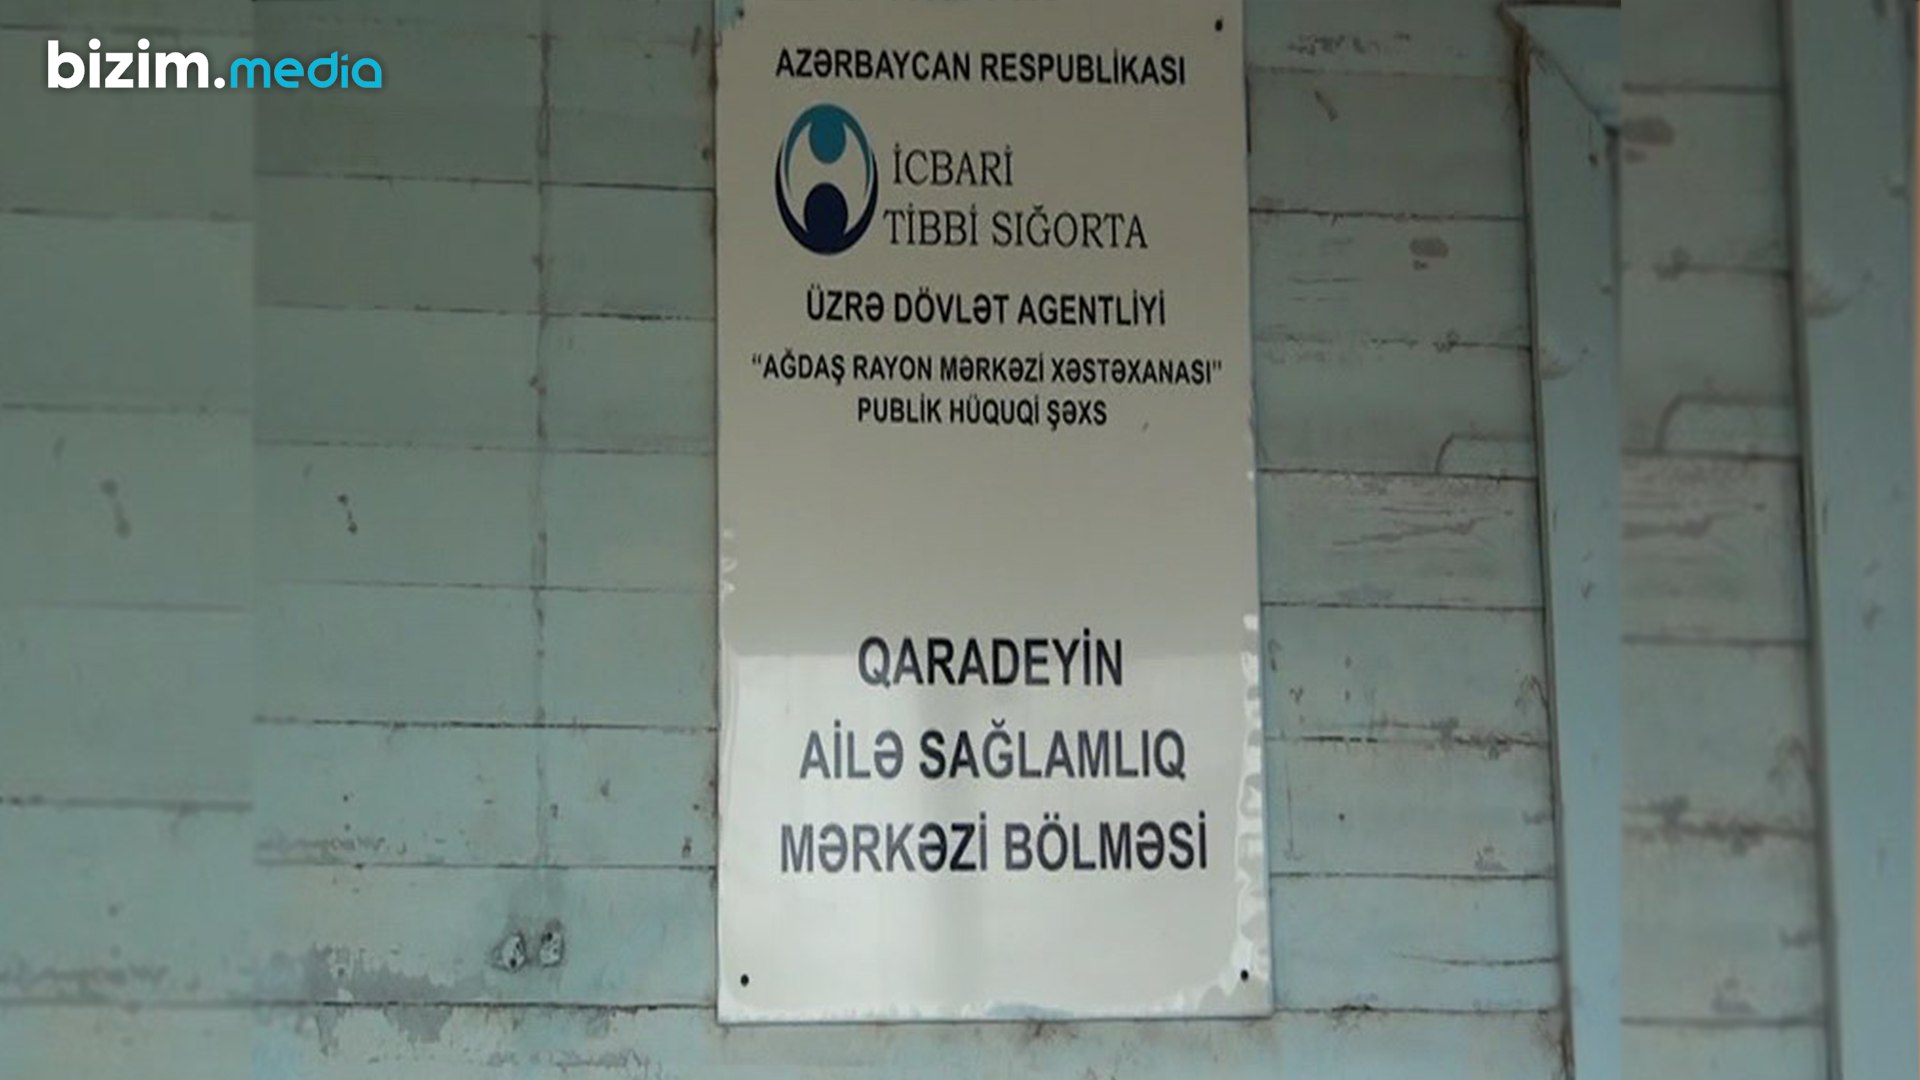 bizim.media
AZƏRBAYCAN RESPUBLİKASI
İCBARİ
TİBBİ SIĞORTA
ÜZRƏ DÖVLƏT AGENTLİYİ
“AĞDAŞ RAYON MƏRKƏZİ XƏSTƏXANASI”
PUBLİK HÜQUQİ ŞƏXS
QARADEYİN
AİLƏ SAĞLAMLIQ
MƏRKƏZİ BÖLMƏSİ